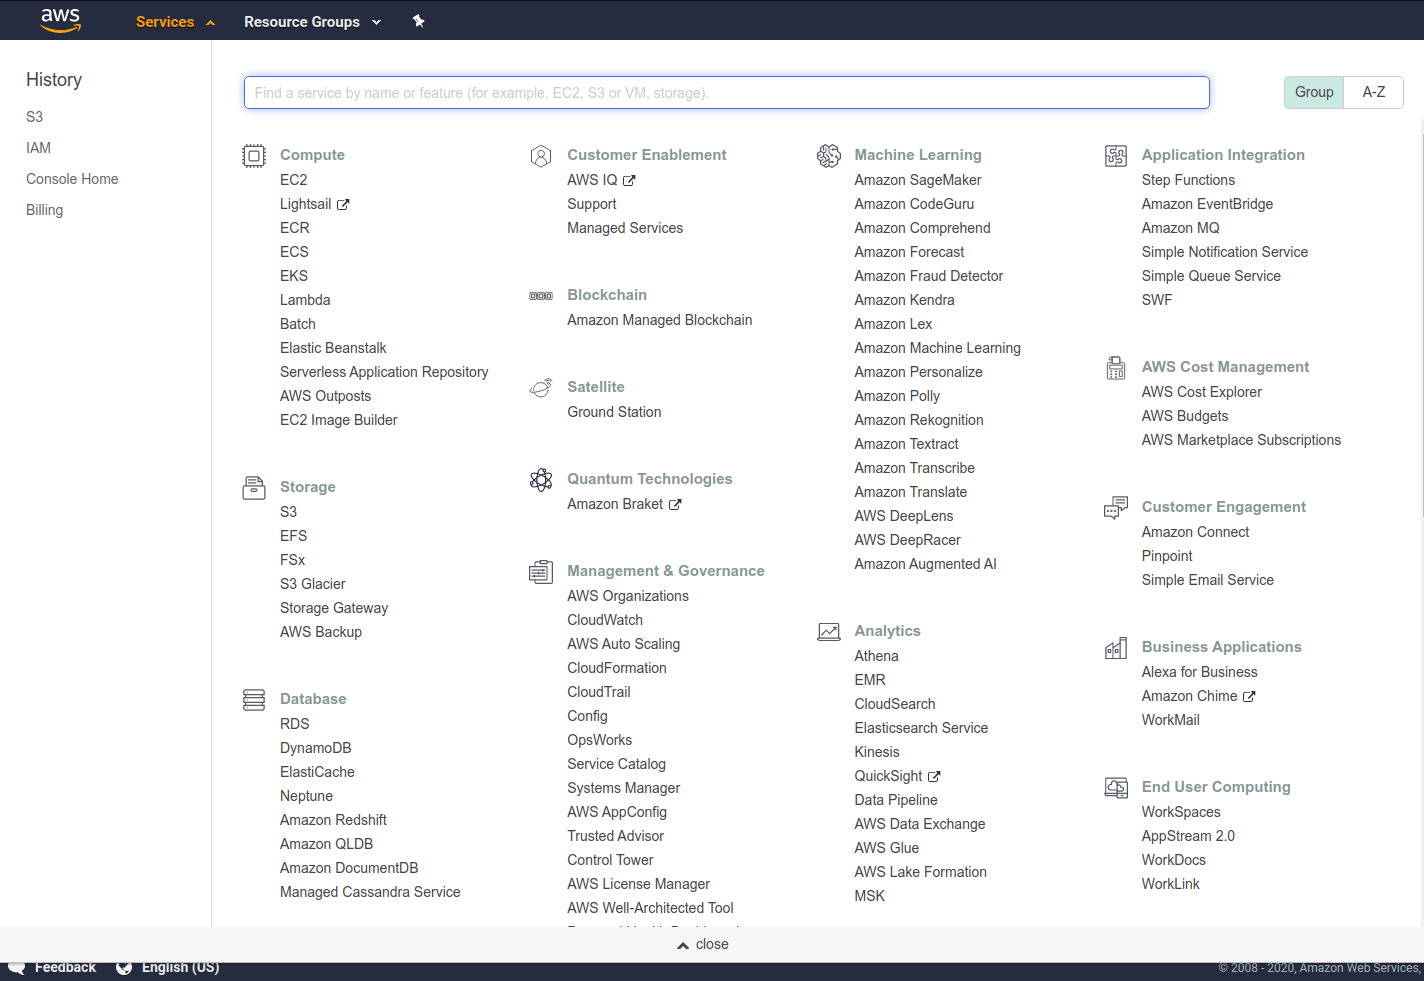 aws
Services
Resource Groups
History
S3
IAM
Console Home
Billing
Find a service by name or feature (for example, EC2, S3 or VM, storage).
Group
A-Z
Compute
EC2
Lightsail
ECR
ECS
EKS
Lambda
Batch
Elastic Beanstalk
Serverless Application Repository
AWS Outposts
EC2 Image Builder
Storage
S3
EFS
FSx
S3 Glacier
Storage Gateway
AWS Backup
Database
RDS
DynamoDB
ElastiCache
Neptune
Amazon Redshift
Amazon QLDB
Amazon DocumentDB
Managed Cassandra Service
Customer Enablement
AWS IQ
Support
Managed Services
Blockchain
Amazon Managed Blockchain
Satellite
Ground Station
Quantum Technologies
Amazon Braket
Management & Governance
AWS Organizations
CloudWatch
AWS Auto Scaling
CloudFormation
CloudTrail
Config
OpsWorks
Service Catalog
Systems Manager
AWS AppConfig
Trusted Advisor
Control Tower
AWS License Manager
AWS Well-Architected Tool
Machine Learning
Amazon SageMaker
Amazon CodeGuru
Amazon Comprehend
Amazon Forecast
Amazon Fraud Detector
Amazon Kendra
Amazon Lex
Amazon Machine Learning
Amazon Personalize
Amazon Polly
Amazon Rekognition
Amazon Textract
Amazon Transcribe
Amazon Translate
AWS DeepLens
AWS DeepRacer
Amazon Augmented AI
Analytics
Athena
EMR
CloudSearch
Elasticsearch Service
Kinesis
QuickSight
Data Pipeline
AWS Data Exchange
AWS Glue
AWS Lake Formation
MSK
Application Integration
Step Functions
Amazon EventBridge
Amazon MQ
Simple Notification Service
Simple Queue Service
SWF
AWS Cost Management
AWS Cost Explorer
AWS Budgets
AWS Marketplace Subscriptions
Customer Engagement
Amazon Connect
Pinpoint
Simple Email Service
Business Applications
Alexa for Business
Amazon Chime
WorkMail
End User Computing
WorkSpaces
AppStream 2.0
WorkDocs
WorkLink
close
Feedback
English (US)
© 2008 - 2020, Amazon Web Services,